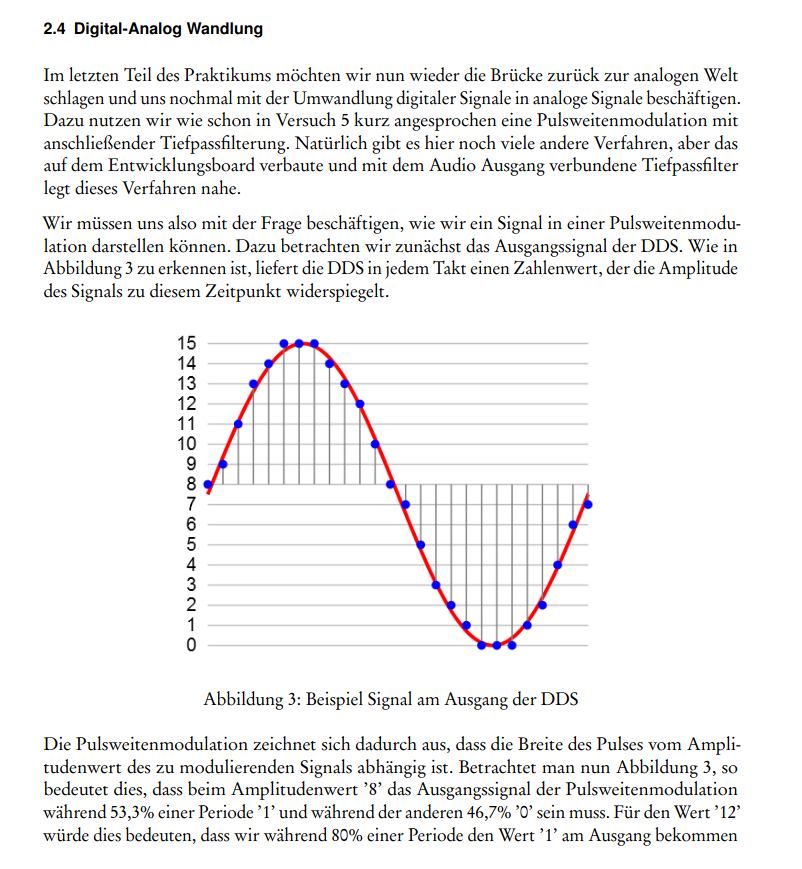 2.4 Digital-Analog Wandlung
Im letzten Teil des Praktikums möchten wir nun wieder die Brücke zurück zur analogen Welt
schlagen und uns nochmal mit der Umwandlung digitaler Signale in analoge Signale beschäftigen.
Dazu nutzen wir wie schon in Versuch 5 kurz angesprochen eine Pulsweitenmodulation mit
anschließender Tiefpassfilterung. Natürlich gibt es hier noch viele andere Verfahren, aber das
auf dem Entwicklungsboard verbaute und mit dem Audio Ausgang verbundene Tiefpassfilter
legt dieses Verfahren nahe.
Wir müssen uns also mit der Frage beschäftigen, wie wir ein Signal in einer Pulsweitenmodu-
lation darstellen können. Dazu betrachten wir zunächst das Ausgangssignal der DDS. Wie in
Abbildung 3 zu erkennen ist, liefert die DDS in jedem Takt einen Zahlenwert, der die Amplitude
des Signals zu diesem Zeitpunkt widerspiegelt.
15
14
13
12
11
10
9
8
7
6
5
4
3
2
1
0
Abbildung 3: Beispiel Signal am Ausgang der DDS
Die Pulsweitenmodulation zeichnet sich dadurch aus, dass die Breite des Pulses vom Ampli-
tudenwert des zu modulierenden Signals abhängig ist. Betrachtet man nun Abbildung 3, so
bedeutet dies, dass beim Amplitudenwert ’8’ das Ausgangssignal der Pulsweitenmodulation
während 53,3% einer Periode ’1’ und während der anderen 46,7% ’0’ sein muss. Für den Wert ’12’
würde dies bedeuten, dass wir während 80% einer Periode den Wert ’1’ am Ausgang bekommen